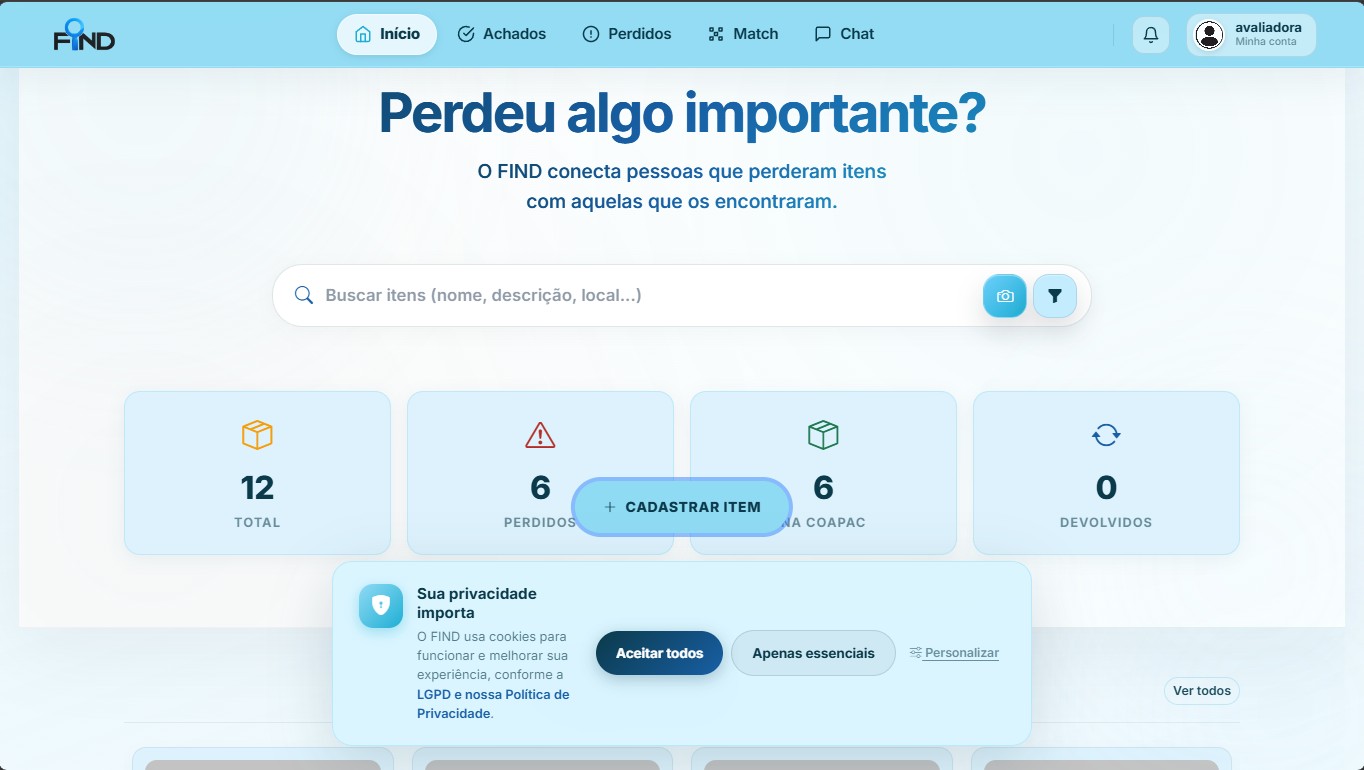 FIND
Início
Achados
Perdidos
Match
Chat
avaliadora
Minha conta
Perdeu algo importante?
O FIND conecta pessoas que perderam itens
com aquelas que os encontraram.
Buscar itens (nome, descrição, local...)
12
TOTAL
6
PERDIDOS
6
NA COAPAC
0
DEVOLVIDOS
+ CADASTRAR ITEM
Sua privacidade
importa
O FIND usa cookies para
funcionar e melhorar sua
experiência, conforme a
LGPD e nossa Política de
Privacidade.
Aceitar todos
Apenas essenciais
Personalizar
Ver todos